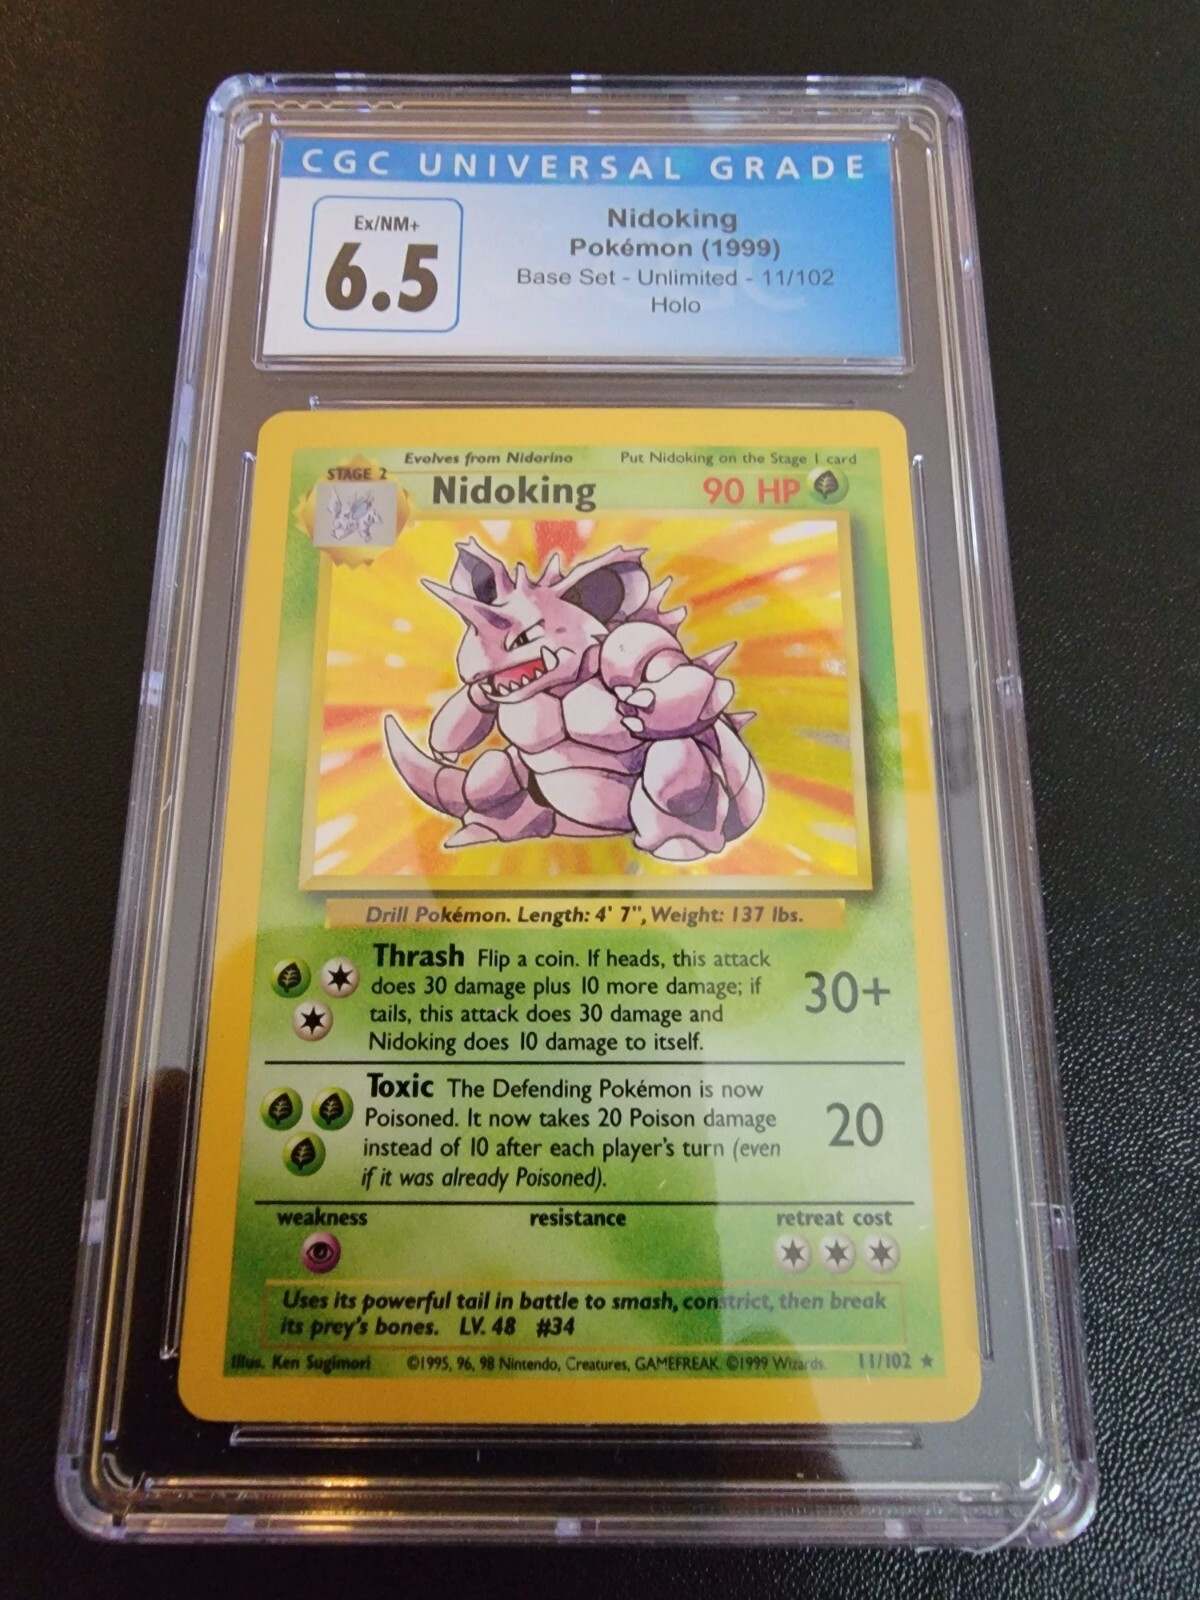 CGC UNIVERSAL GRADE
Ex/NM+
6.5
Nidoking
Pokémon (1999)
Base Set - Unlimited - 11/102
Holo
Evolves from Nidorino Put Nidoking on the Stage 1 card
STAGE 2
Nidoking 90 HP
Drill Pokémon. Length: 4' 7", Weight: 137 lbs.
Thrash Flip a coin. If heads, this attack
does 30 damage plus 10 more damage; if
tails, this attack does 30 damage and
Nidoking does 10 damage to itself.
30+
Toxic The Defending Pokémon is now
Poisoned. It now takes 20 Poison damage
instead of 10 after each player's turn (even
if it was already Poisoned).
20
weakness resistance retreat cost
Uses its powerful tail in battle to smash, constrict, then break
its prey's bones. LV. 48 #34
Illus. Ken Sugimori ©1995, 96, 98 Nintendo, Creatures, GAMEFREAK. ©1999 Wizards. 11/102 ★